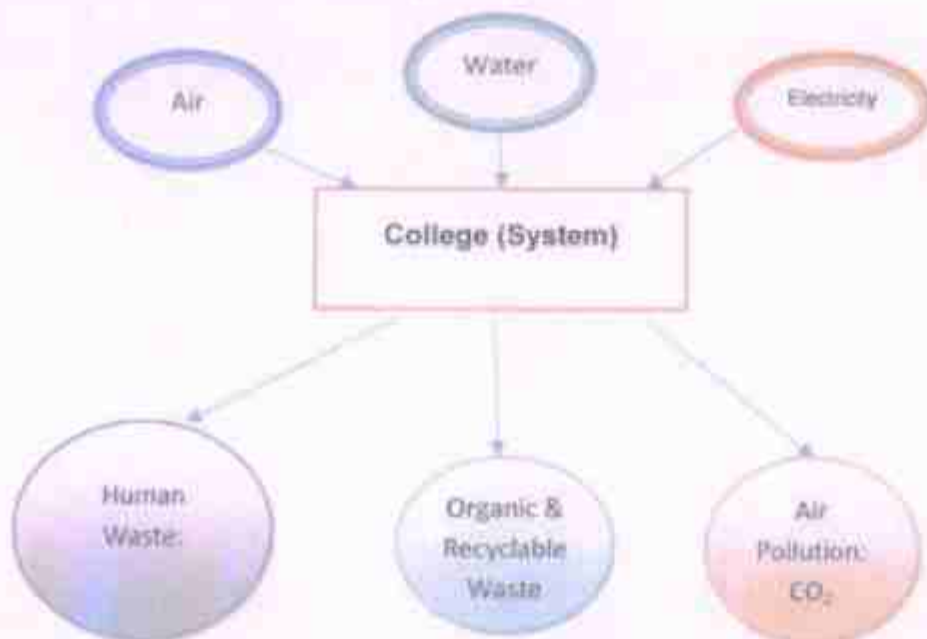 Air
Water
Electricity
College (System)
Human
Waste:
Organic &
Recyclable
Waste
Air
Pollution:
CO₂